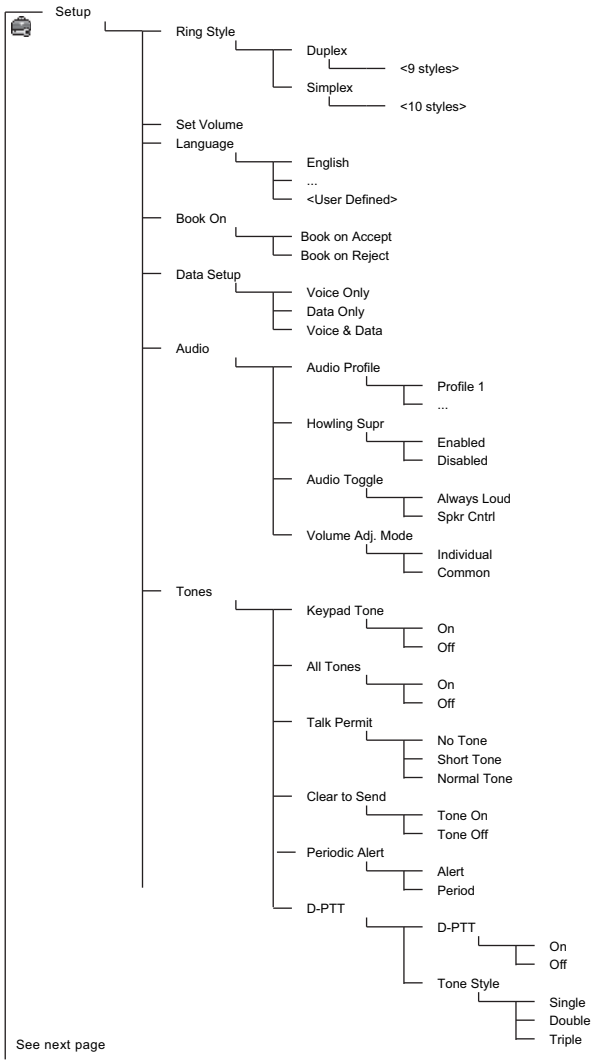 Setup
Ring Style
Duplex
<9 styles>
Simplex
<10 styles>
Set Volume
Language
English
...
<User Defined>
Book On
Book on Accept
Book on Reject
Data Setup
Voice Only
Data Only
Voice & Data
Audio
Audio Profile
Profile 1
...
Howling Supr
Enabled
Disabled
Audio Toggle
Always Loud
Spkr Cntrl
Volume Adj. Mode
Individual
Common
Tones
Keypad Tone
On
Off
All Tones
On
Off
Talk Permit
No Tone
Short Tone
Normal Tone
Clear to Send
Tone On
Tone Off
Periodic Alert
Alert
Period
D-PTT
D-PTT
On
Off
Tone Style
Single
Double
Triple
See next page